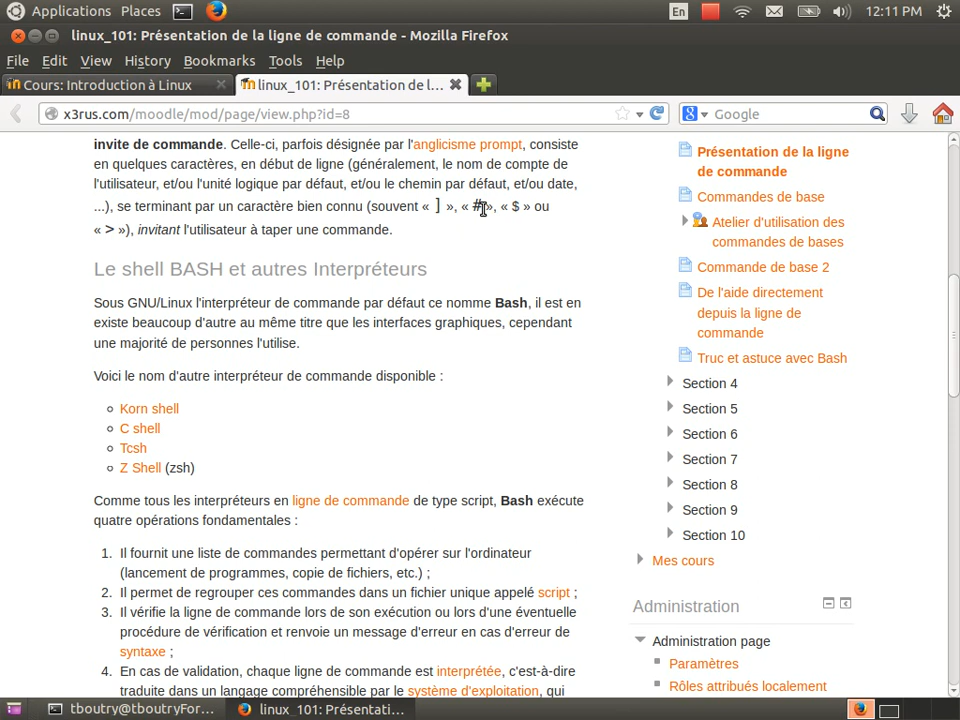 Applications Places En 12:11 PM
linux_101: Présentation de la ligne de commande - Mozilla Firefox
File Edit View History Bookmarks Tools Help
Cours: Introduction à Linux
linux_101: Présentation de l...
x3rus.com/moodle/mod/page/view.php?id=8
Google
invite de commande. Celle-ci, parfois désignée par l'anglicisme prompt, consiste
en quelques caractères, en début de ligne (généralement, le nom de compte de
l'utilisateur, et/ou l'unité logique par défaut, et/ou le chemin par défaut, et/ou date,
...), se terminant par un caractère bien connu (souvent « ] », « # », « $ » ou
« > »), invitant l'utilisateur à taper une commande.
Le shell BASH et autres Interpréteurs
Sous GNU/Linux l'interpréteur de commande par défaut ce nomme Bash, il est en
existe beaucoup d'autre au même titre que les interfaces graphiques, cependant
une majorité de personnes l'utilise.
Voici le nom d'autre interpréteur de commande disponible :
Korn shell
C shell
Tcsh
Z Shell (zsh)
Comme tous les interpréteurs en ligne de commande de type script, Bash exécute
quatre opérations fondamentales :
1. Il fournit une liste de commandes permettant d'opérer sur l'ordinateur
(lancement de programmes, copie de fichiers, etc.) ;
2. Il permet de regrouper ces commandes dans un fichier unique appelé script ;
3. Il vérifie la ligne de commande lors de son exécution ou lors d'une éventuelle
procédure de vérification et renvoie un message d'erreur en cas d'erreur de
syntaxe ;
4. En cas de validation, chaque ligne de commande est interprétée, c'est-à-dire
traduite dans un langage compréhensible par le système d'exploitation, qui
Présentation de la ligne
de commande
Commandes de base
Atelier d'utilisation des
commandes de bases
Commande de base 2
De l'aide directement
depuis la ligne de
commande
Truc et astuce avec Bash
Section 4
Section 5
Section 6
Section 7
Section 8
Section 9
Section 10
Mes cours
Administration
Administration page
Paramètres
Rôles attribués localement
tboutry@tboutryFor...
linux_101: Présentati...